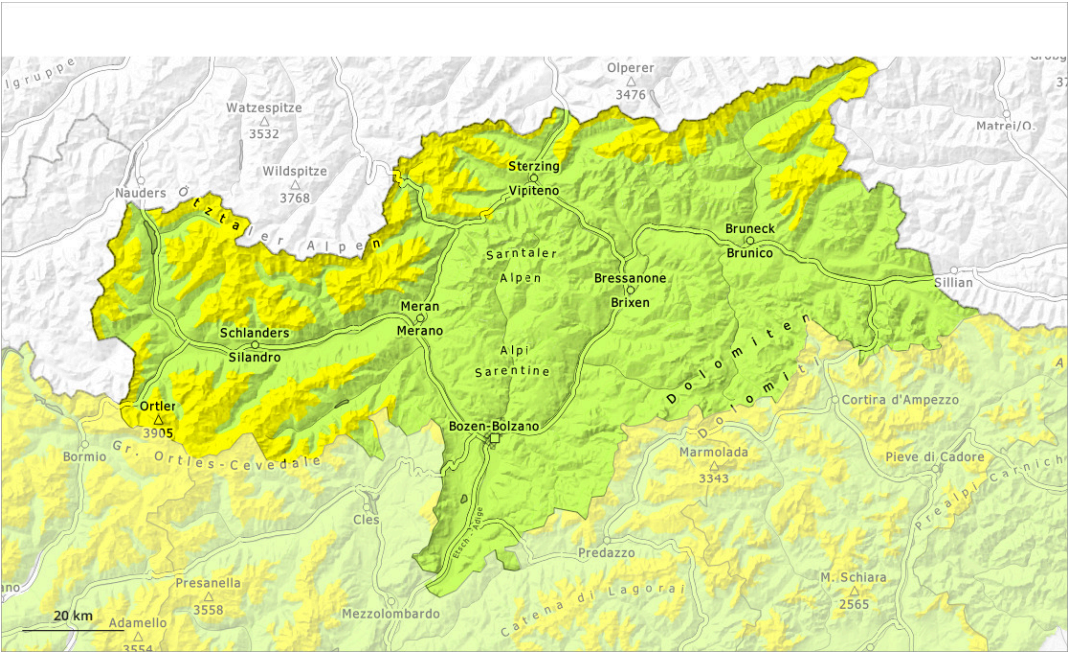 lgruppe
Olperer
3476
Watzespitze
3532
Matrei/O.
Wildspitze
3768
Nauders
Ötztaler Alpen
Sterzing
Vipiteno
Bruneck
Brunico
Sarntaler
Alpen
Bressanone
Brixen
Sillian
Meran
Merano
Schlanders
Silandro
Alpi
Sarentine
Dolomiten
Dolomiti
Ortler
3905
Cortina d'Ampezzo
Bozen-Bolzano
Gr. Ortles-Cevedale
Bormio
Marmolada
3343
Pieve di Cadore
Prealpi Carnich
Cles
Etsch - Adige
Predazzo
Presanella
3558
M. Schiara
2565
Catena di Lagorai
Mezzolombardo
20 km
Adamello
3554